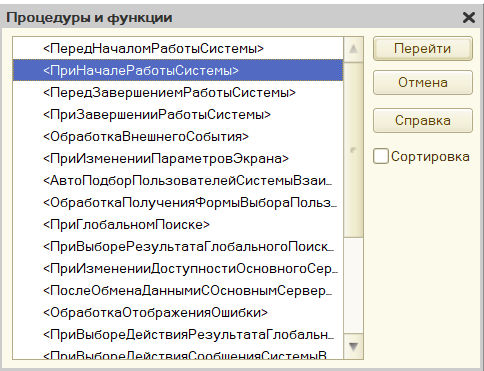 Процедуры и функции
<ПередНачаломРаботыСистемы>
<ПриНачалеРаботыСистемы>
<ПередЗавершениемРаботыСистемы>
<ПриЗавершенииРаботыСистемы>
<ОбработкаВнешнегоСобытия>
<ПриИзмененииПараметровЭкрана>
<АвтоПодборПользователейСистемыВзаи...
<ОбработкаПолученияФормыВыбораПольз...
<ПриГлобальномПоиске>
<ПриВыбореРезультатаГлобальногоПоиск...
<ПриИзмененииДоступностиОсновногоСер...
<ПослеОбменаДаннымиСОсновнымСервер...
<ОбработкаОтображенияОшибки>
<ПриВыбореДействияРезультатаГлобальн...
<ПриВыбореДействияСообщенияСистемыВ...
Перейти
Отмена
Справка
Сортировка